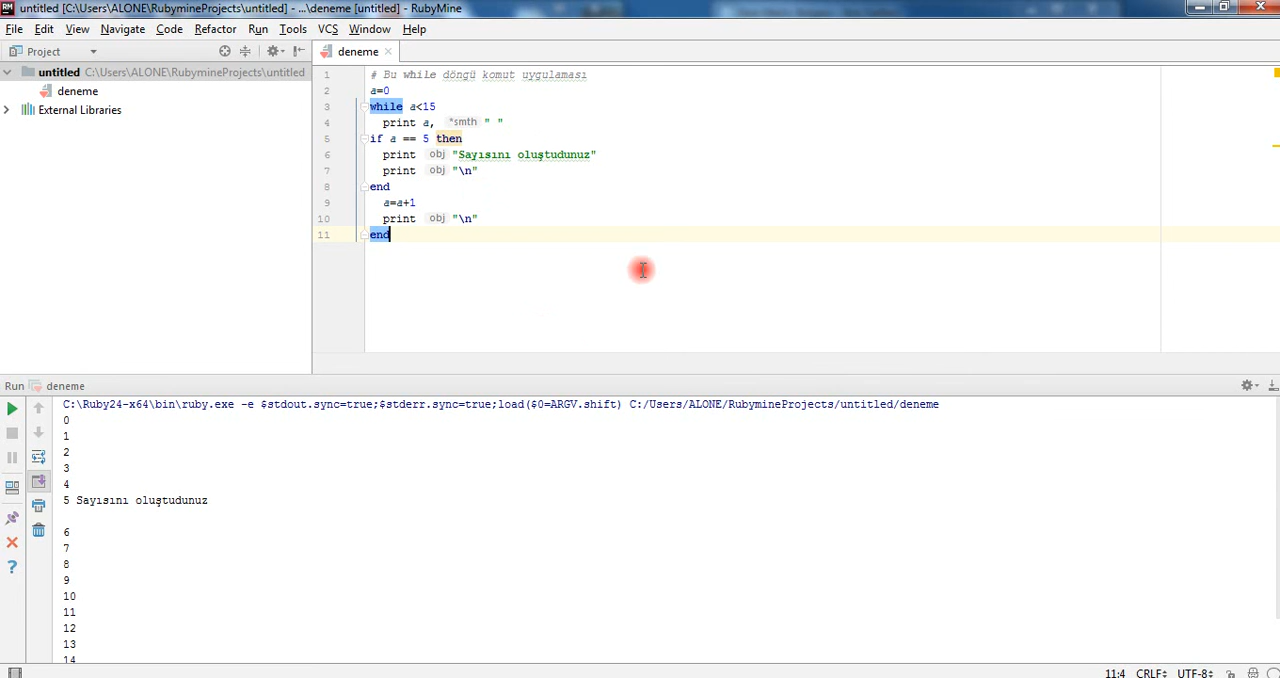 untitled [C:\Users\ALONE\RubymineProjects\untitled] - ...\deneme [untitled] - RubyMine
File Edit View Navigate Code Refactor Run Tools VCS Window Help
Project
deneme
untitled C:\Users\ALONE\RubymineProjects\untitled
deneme
External Libraries
1 # Bu while döngü komut uygulaması
2 a=0
3 while a<15
4 print a, *smth " "
5 if a == 5 then
6 print obj "Sayısını oluştudunuz"
7 print obj "\n"
8 end
9 a=a+1
10 print obj "\n"
11 end
Run deneme
C:\Ruby24-x64\bin\ruby.exe -e $stdout.sync=true;$stderr.sync=true;load($0=ARGV.shift) C:/Users/ALONE/RubymineProjects/untitled/deneme
0
1
2
3
4
5 Sayısını oluştudunuz
6
7
8
9
10
11
12
13
14
11:4 CRLF UTF-8